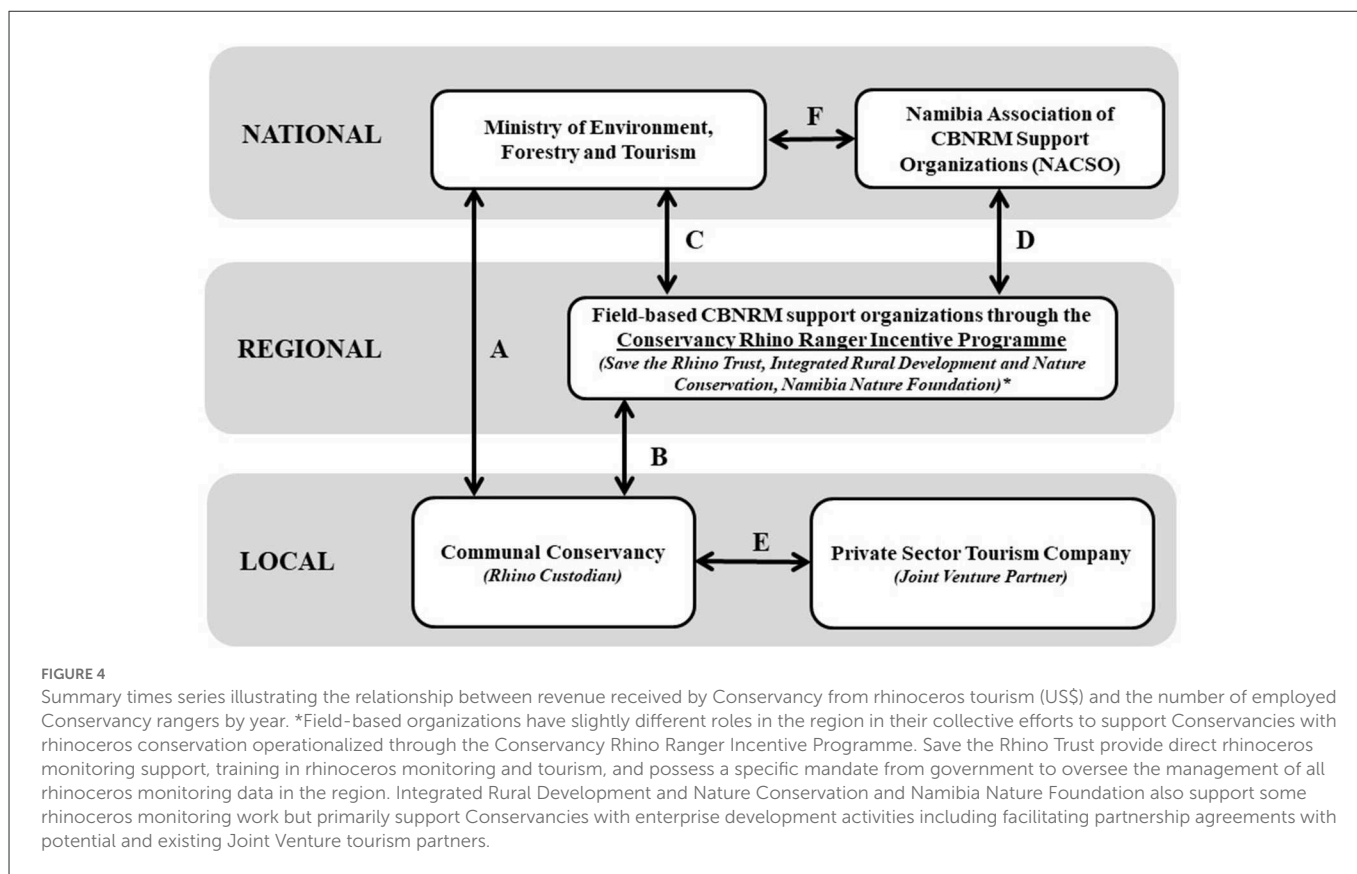 NATIONAL
Ministry of Environment,
Forestry and Tourism
F
Namibia Association of
CBNRM Support
Organizations (NACSO)
C
D
A
REGIONAL
Field-based CBNRM support organizations through the
Conservancy Rhino Ranger Incentive Programme
(Save the Rhino Trust, Integrated Rural Development and Nature
Conservation, Namibia Nature Foundation)*
B
LOCAL
Communal Conservancy
(Rhino Custodian)
E
Private Sector Tourism Company
(Joint Venture Partner)
FIGURE 4
Summary times series illustrating the relationship between revenue received by Conservancy from rhinoceros tourism (US$) and the number of employed
Conservancy rangers by year. *Field-based organizations have slightly different roles in the region in their collective efforts to support Conservancies with
rhinoceros conservation operationalized through the Conservancy Rhino Ranger Incentive Programme. Save the Rhino Trust provide direct rhinoceros
monitoring support, training in rhinoceros monitoring and tourism, and possess a specific mandate from government to oversee the management of all
rhinoceros monitoring data in the region. Integrated Rural Development and Nature Conservation and Namibia Nature Foundation also support some
rhinoceros monitoring work but primarily support Conservancies with enterprise development activities including facilitating partnership agreements with
potential and existing Joint Venture tourism partners.